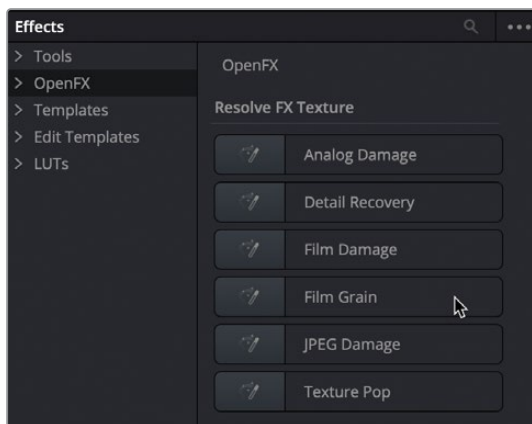 Effects
Tools
OpenFX
Templates
Edit Templates
LUTs
OpenFX
Resolve FX Texture
Analog Damage
Detail Recovery
Film Damage
Film Grain
JPEG Damage
Texture Pop